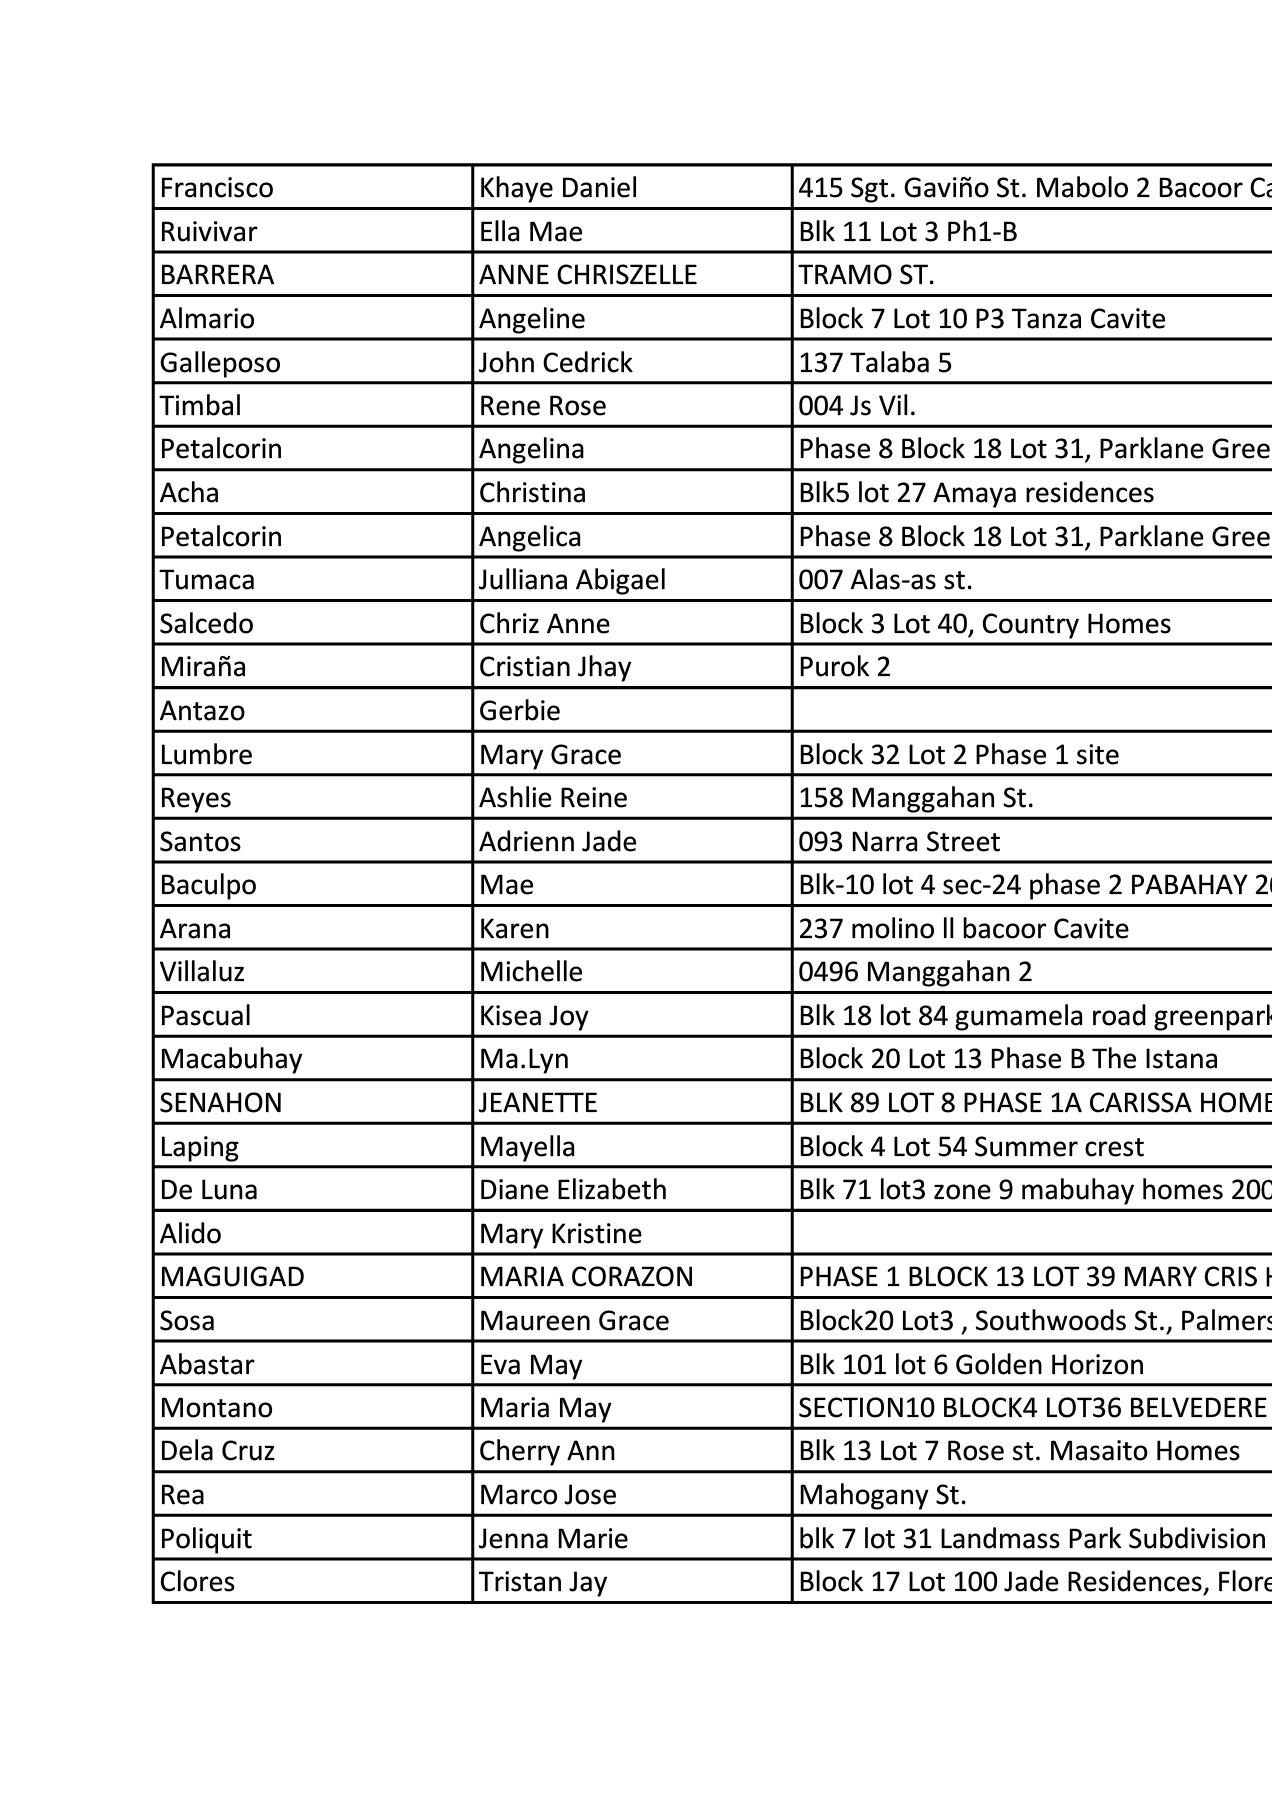 Francisco Khaye Daniel 415 Sgt. Gaviño St. Mabolo 2 Bacoor
Ruivivar Ella Mae Blk 11 Lot 3 Ph1-B
BARRERA ANNE CHRISZELLE TRAMO ST.
Almario Angeline Block 7 Lot 10 P3 Tanza Cavite
Galleposo John Cedrick 137 Talaba 5
Timbal Rene Rose 004 Js Vil.
Petalcorin Angelina Phase 8 Block 18 Lot 31, Parklane
Acha Christina Blk5 lot 27 Amaya residences
Petalcorin Angelica Phase 8 Block 18 Lot 31, Parklane
Tumaca Julliana Abigael 007 Alas-as st.
Salcedo Chriz Anne Block 3 Lot 40, Country Homes
Miraña Cristian Jhay Purok 2
Antazo Gerbie
Lumbre Mary Grace Block 32 Lot 2 Phase 1 site
Reyes Ashlie Reine 158 Manggahan St.
Santos Adrienn Jade 093 Narra Street
Baculpo Mae Blk-10 lot 4 sec-24 phase 2 PABAHAY
Arana Karen 237 molino ll bacoor Cavite
Villaluz Michelle 0496 Manggahan 2
Pascual Kisea Joy Blk 18 lot 84 gumamela road greenpark
Macabuhay Ma.Lyn Block 20 Lot 13 Phase B The Istana
SENAHON JEANETTE BLK 89 LOT 8 PHASE 1A CARISSA HOME
Laping Mayella Block 4 Lot 54 Summer crest
De Luna Diane Elizabeth Blk 71 lot3 zone 9 mabuhay homes 200
Alido Mary Kristine
MAGUIGAD MARIA CORAZON PHASE 1 BLOCK 13 LOT 39 MARY CRIS
Sosa Maureen Grace Block20 Lot3 , Southwoods St., Palmers
Abastar Eva May Blk 101 lot 6 Golden Horizon
Montano Maria May SECTION10 BLOCK4 LOT36 BELVEDERE
Dela Cruz Cherry Ann Blk 13 Lot 7 Rose st. Masaito Homes
Rea Marco Jose Mahogany St.
Poliquit Jenna Marie blk 7 lot 31 Landmass Park Subdivision
Clores Tristan Jay Block 17 Lot 100 Jade Residences,